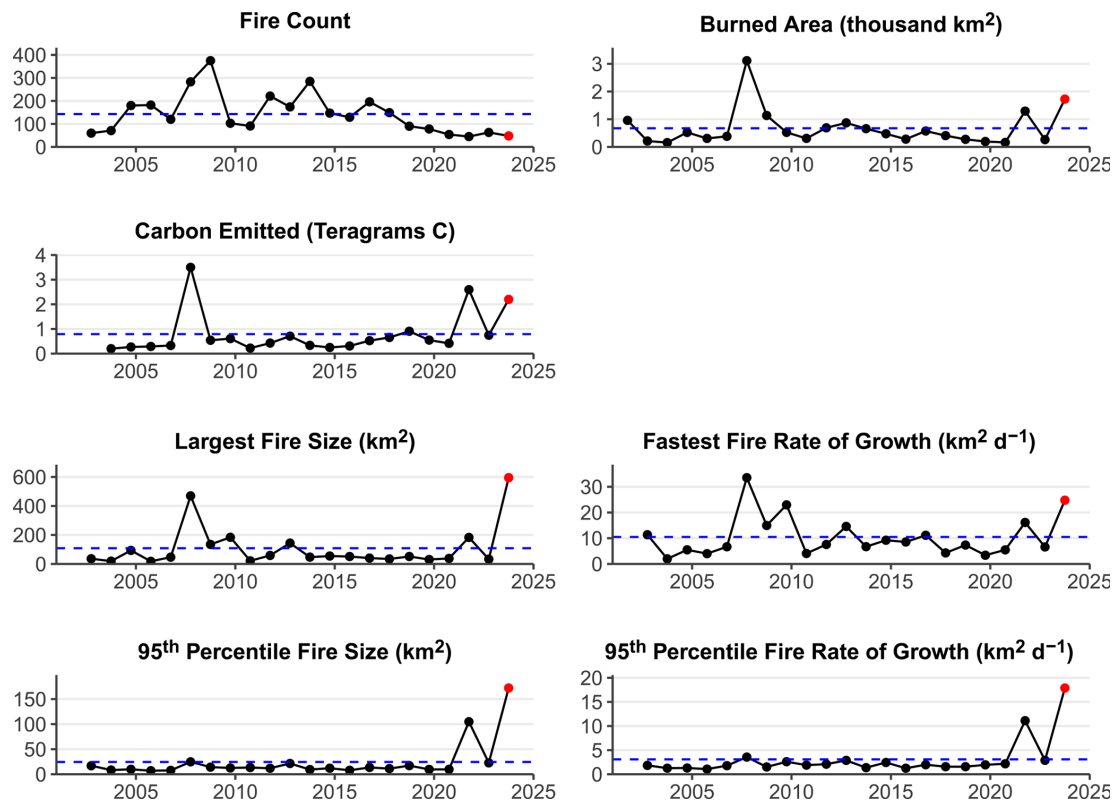 Fire Count
400
300
200
100
0
2005 2010 2015 2020 2025
Burned Area (thousand km²)
3
2
1
0
2005 2010 2015 2020 2025
Carbon Emitted (Teragrams C)
4
3
2
1
0
2005 2010 2015 2020 2025
Largest Fire Size (km²)
600
400
200
0
2005 2010 2015 2020 2025
Fastest Fire Rate of Growth (km² d⁻¹)
30
20
10
0
2005 2010 2015 2020 2025
95ᵗʰ Percentile Fire Size (km²)
150
100
50
0
2005 2010 2015 2020 2025
95ᵗʰ Percentile Fire Rate of Growth (km² d⁻¹)
20
15
10
5
0
2005 2010 2015 2020 2025